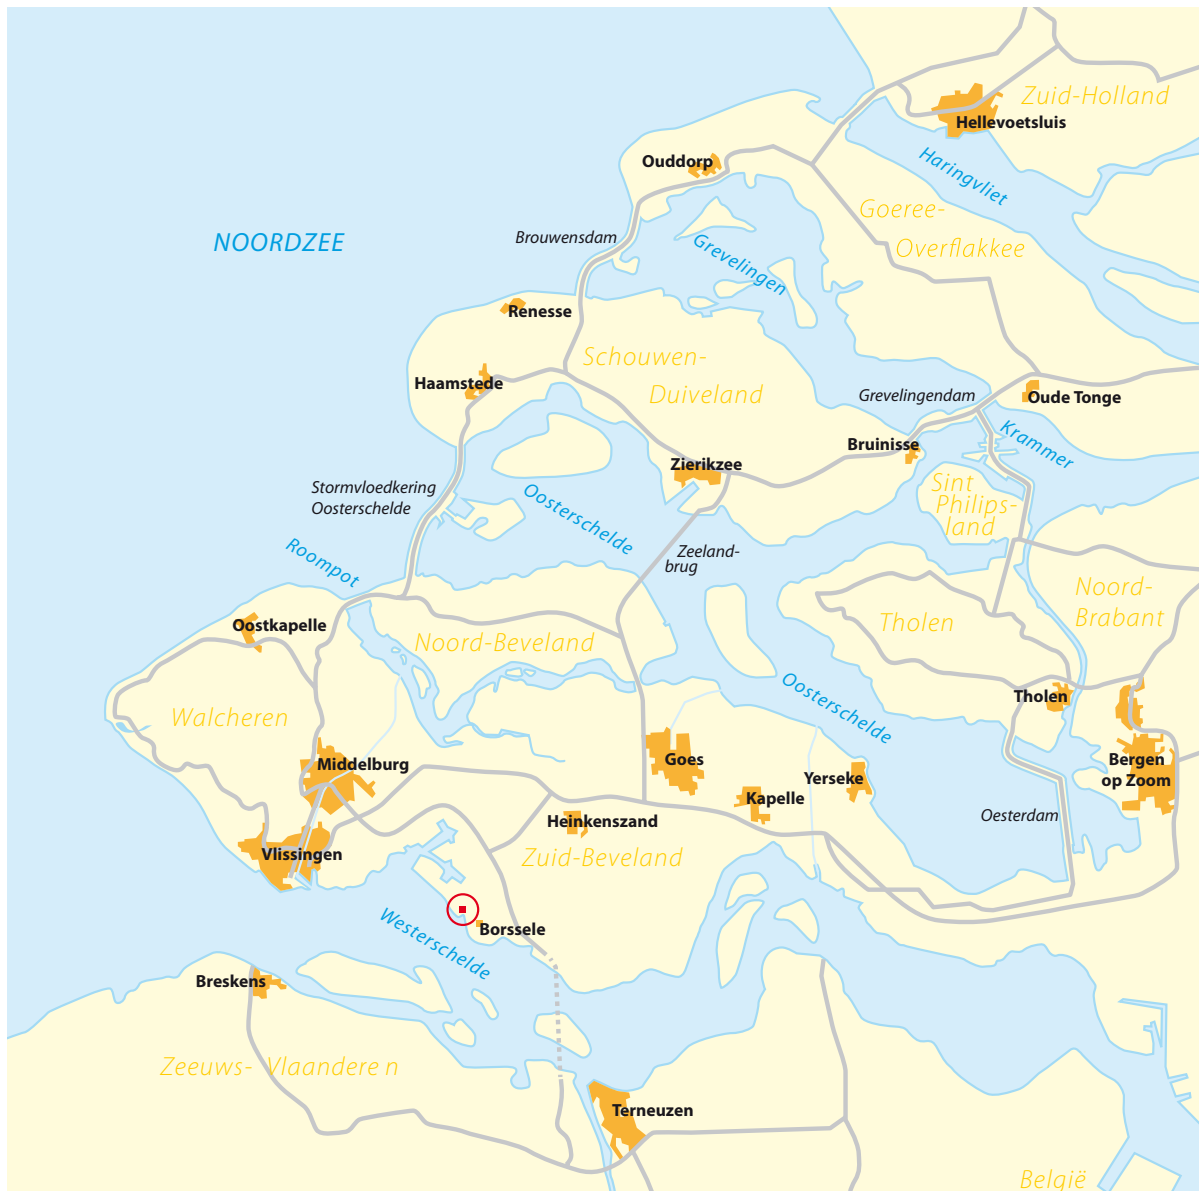 Zuid-Holland
Hellevoetsluis
Ouddorp
Haringvliet
Goeree-
Overflakkee
NOORDZEE
Brouwensdam
Grevelingen
Renesse
Schouwen-
Duiveland
Haamstede
Grevelingendam
Oude Tonge
Krammer
Bruinisse
Zierikzee
Sint
Philips-
land
Stormvloedkering
Oosterschelde
Oosterschelde
Roompot
Zeeland-
brug
Noord-
Brabant
Oostkapelle
Noord-Beveland
Tholen
Walcheren
Oosterschelde
Tholen
Middelburg
Goes
Yerseke
Bergen
op Zoom
Kapelle
Heinkenszand
Oesterdam
Vlissingen
Zuid-Beveland
Westerschelde
Borssele
Breskens
Zeeuws- Vlaandere n
Terneuzen
België